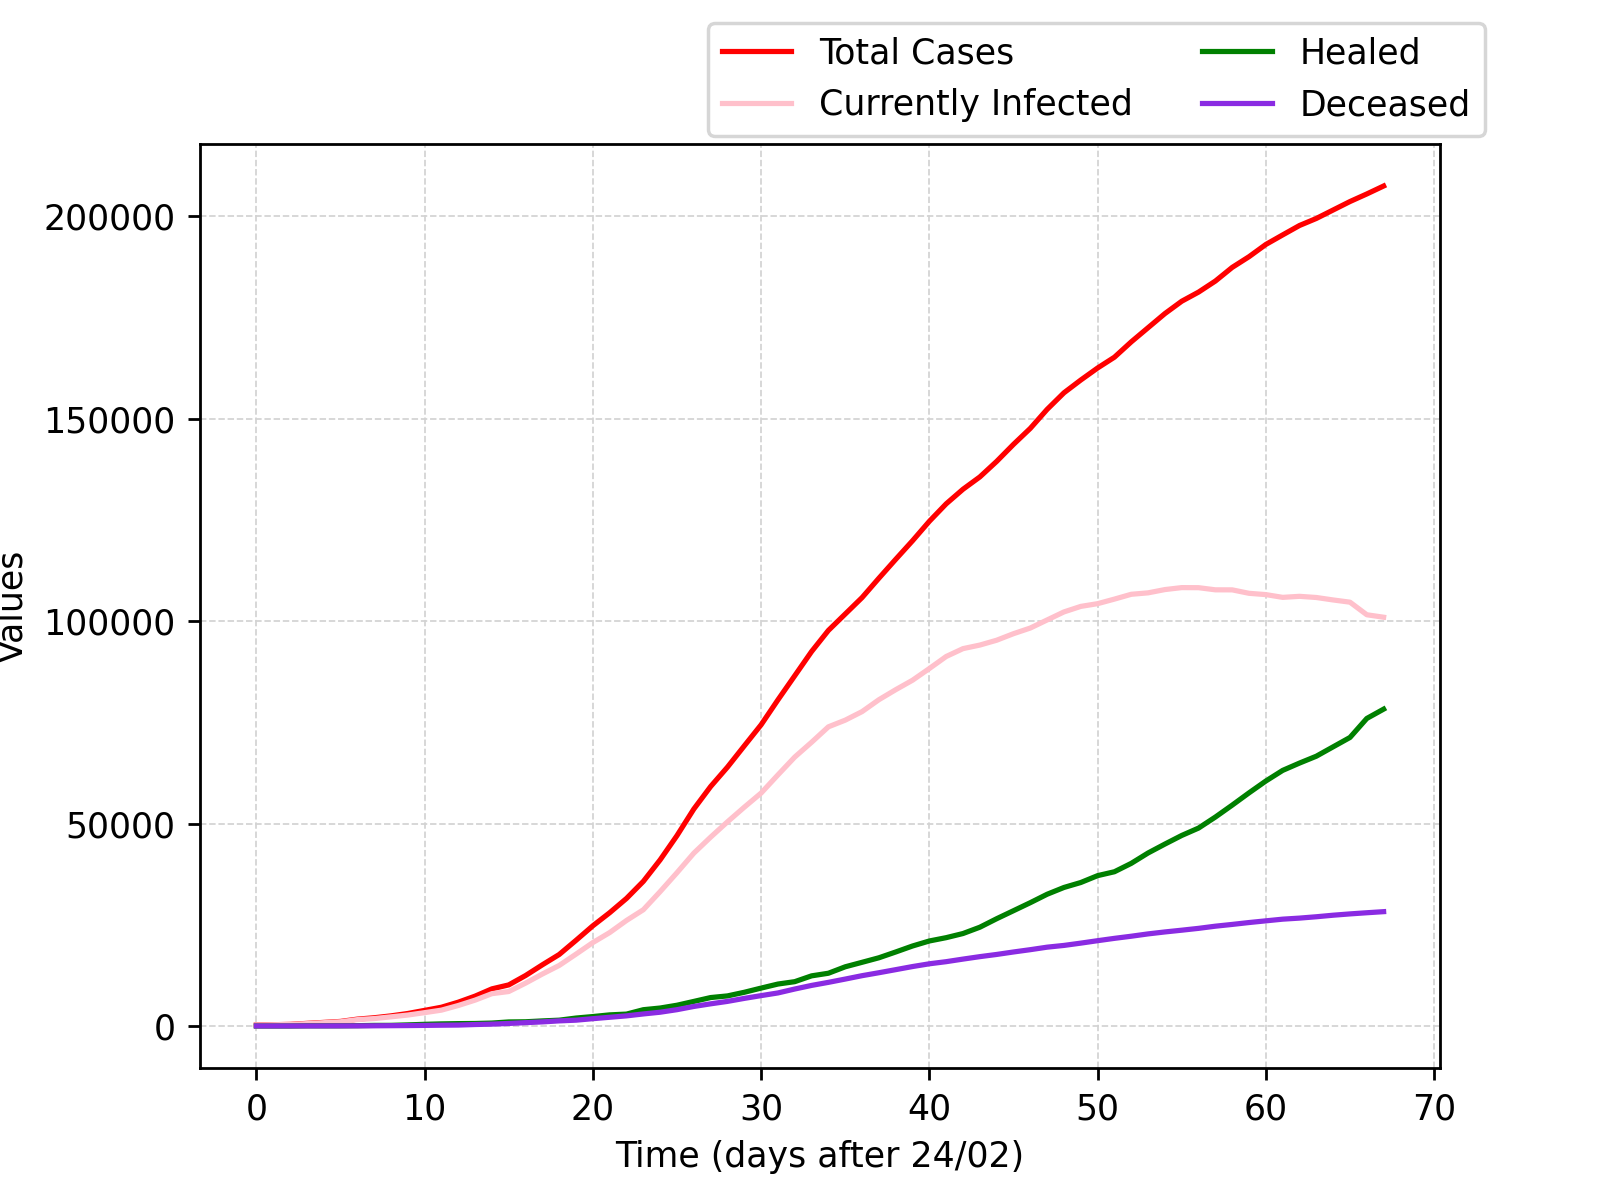 Total Cases
Currently Infected
Healed
Deceased
200000
150000
100000
50000
0
Values
0 10 20 30 40 50 60 70
Time (days after 24/02)